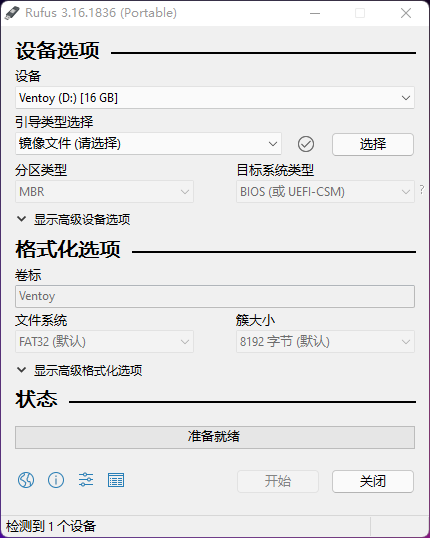 Rufus 3.16.1836 (Portable)
设备选项
设备
Ventoy (D:) [16 GB]
引导类型选择
镜像文件 (请选择) 选择
分区类型 目标系统类型
MBR BIOS (或 UEFI-CSM) ?
显示高级设备选项
格式化选项
卷标
Ventoy
文件系统 簇大小
FAT32 (默认) 8192 字节 (默认)
显示高级格式化选项
状态
准备就绪
开始 关闭
检测到 1 个设备